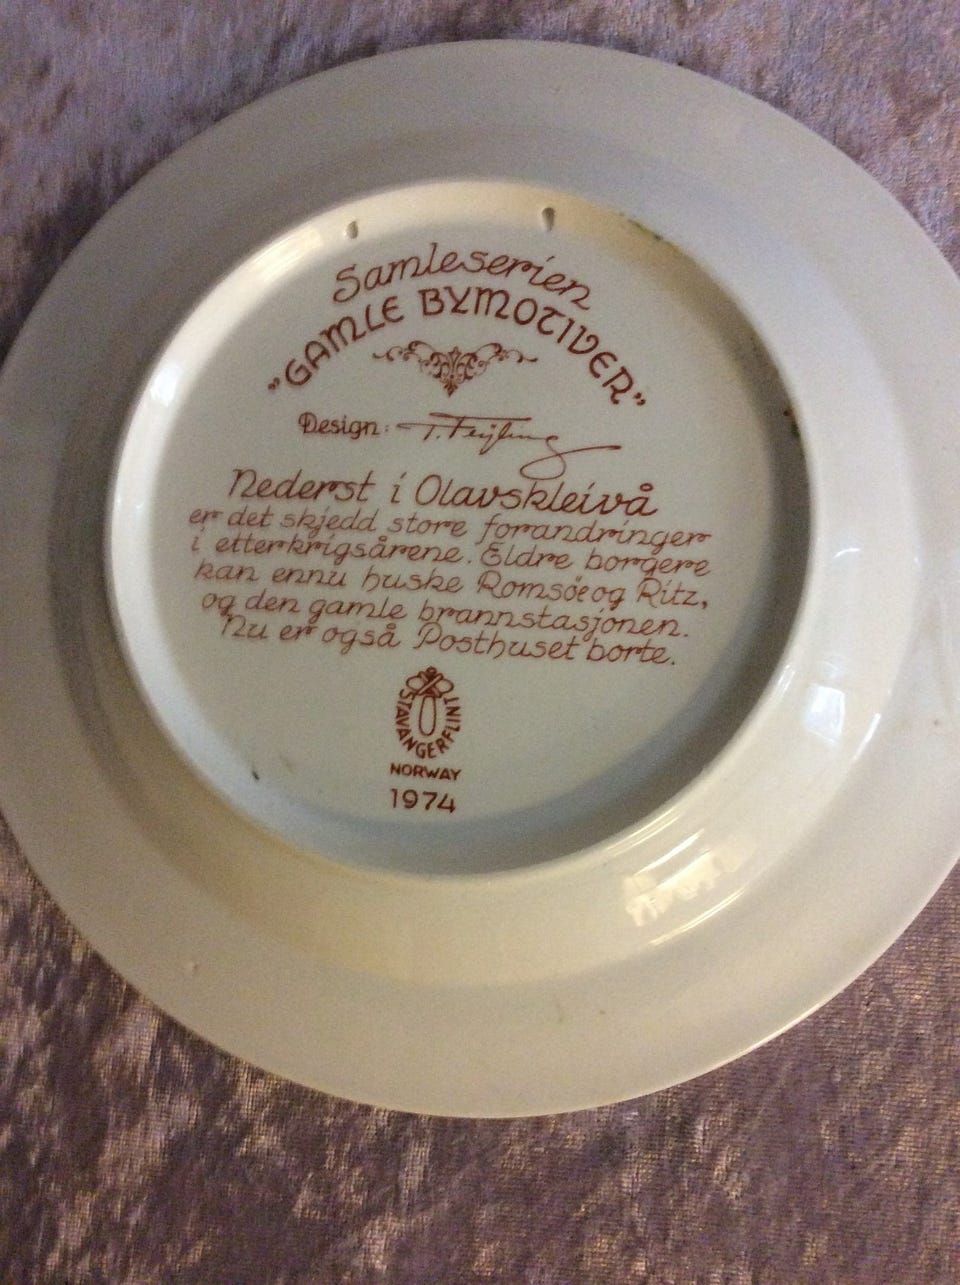 Samleserien
"GAMLE BYMOTIVER"
Design: T. Feyling
Nederst i Olavskleivå
er det skjedd store forandringer
i etterkrigsårene. Eldre borgere
kan ennu huske Romsöe og Ritz,
og den gamle brannstasjonen.
Nu er også Posthuset borte.
STAVANGERFLINT
NORWAY
1974